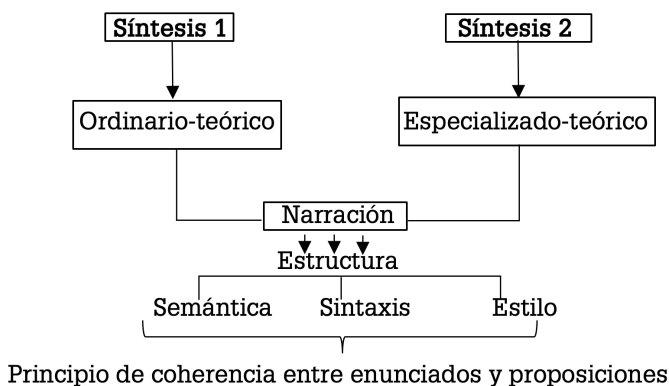 Síntesis 1
Síntesis 2
Ordinario-teórico
Especializado-teórico
Narración
Estructura
Semántica
Sintaxis
Estilo
Principio de coherencia entre enunciados y proposiciones